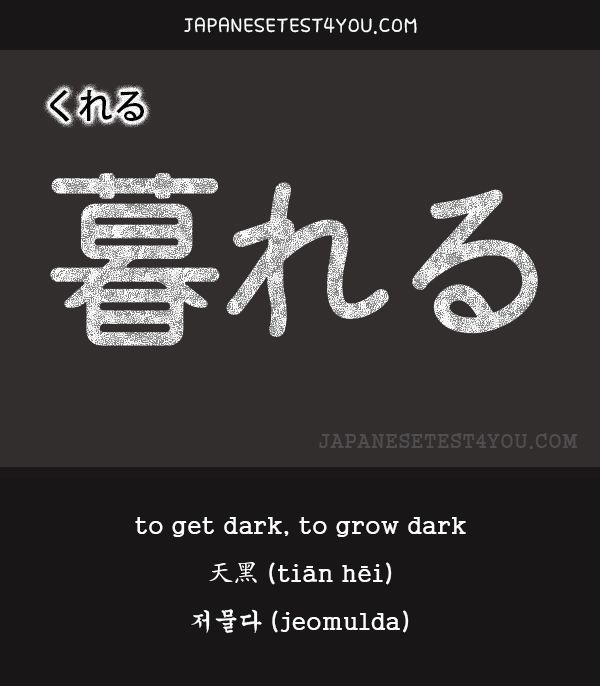 JAPANESETEST4YOU.COM
くれる
暮れる
JAPANESETEST4YOU.COM
to get dark, to grow dark
天黑 (tiān hēi)
저물다 (jeomulda)